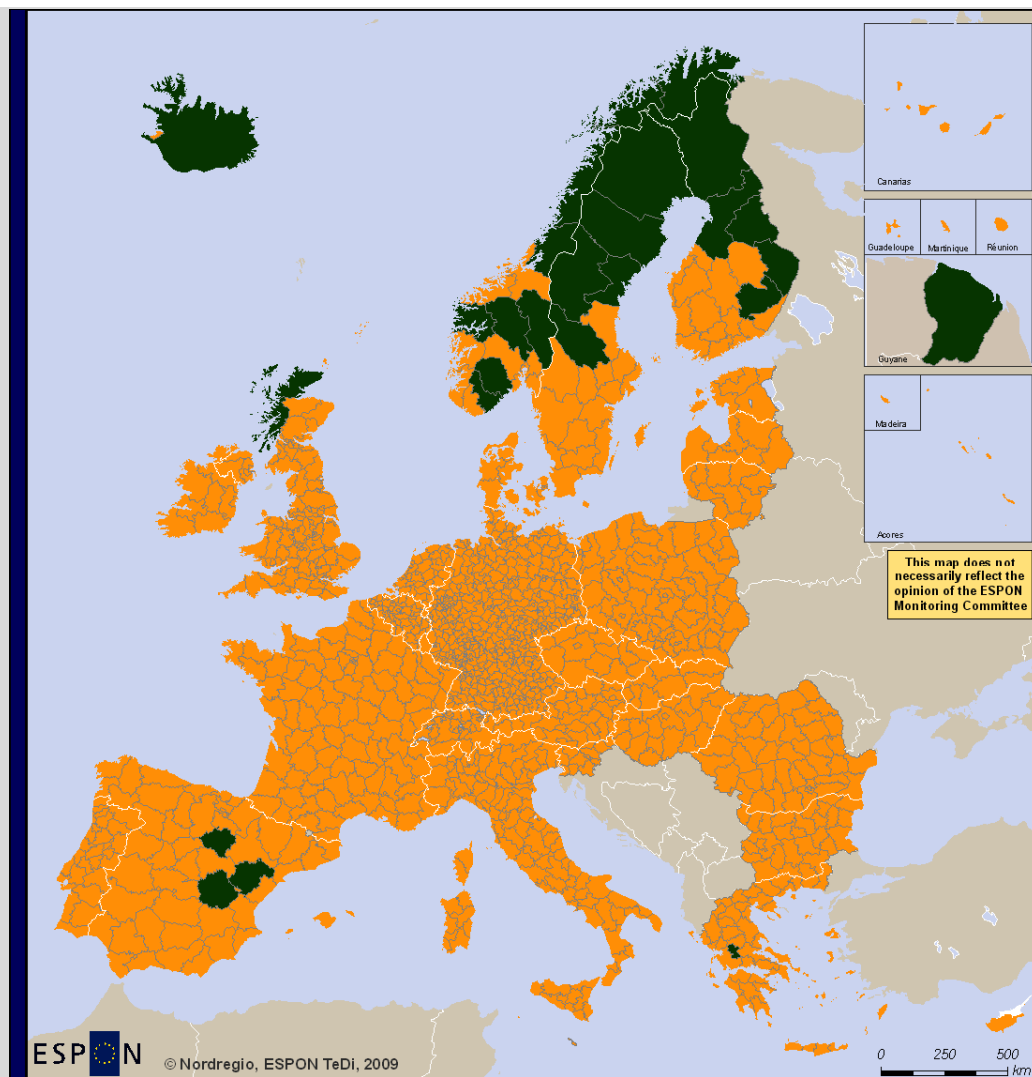 Canarias
Guadeloupe
Martinique
Réunion
Guyane
Madeira
Acores
This map does not
necessarily reflect the
opinion of the ESPON
Monitoring Committee
ESPON
© Nordregio, ESPON TeDi, 2009
0 250 500
km